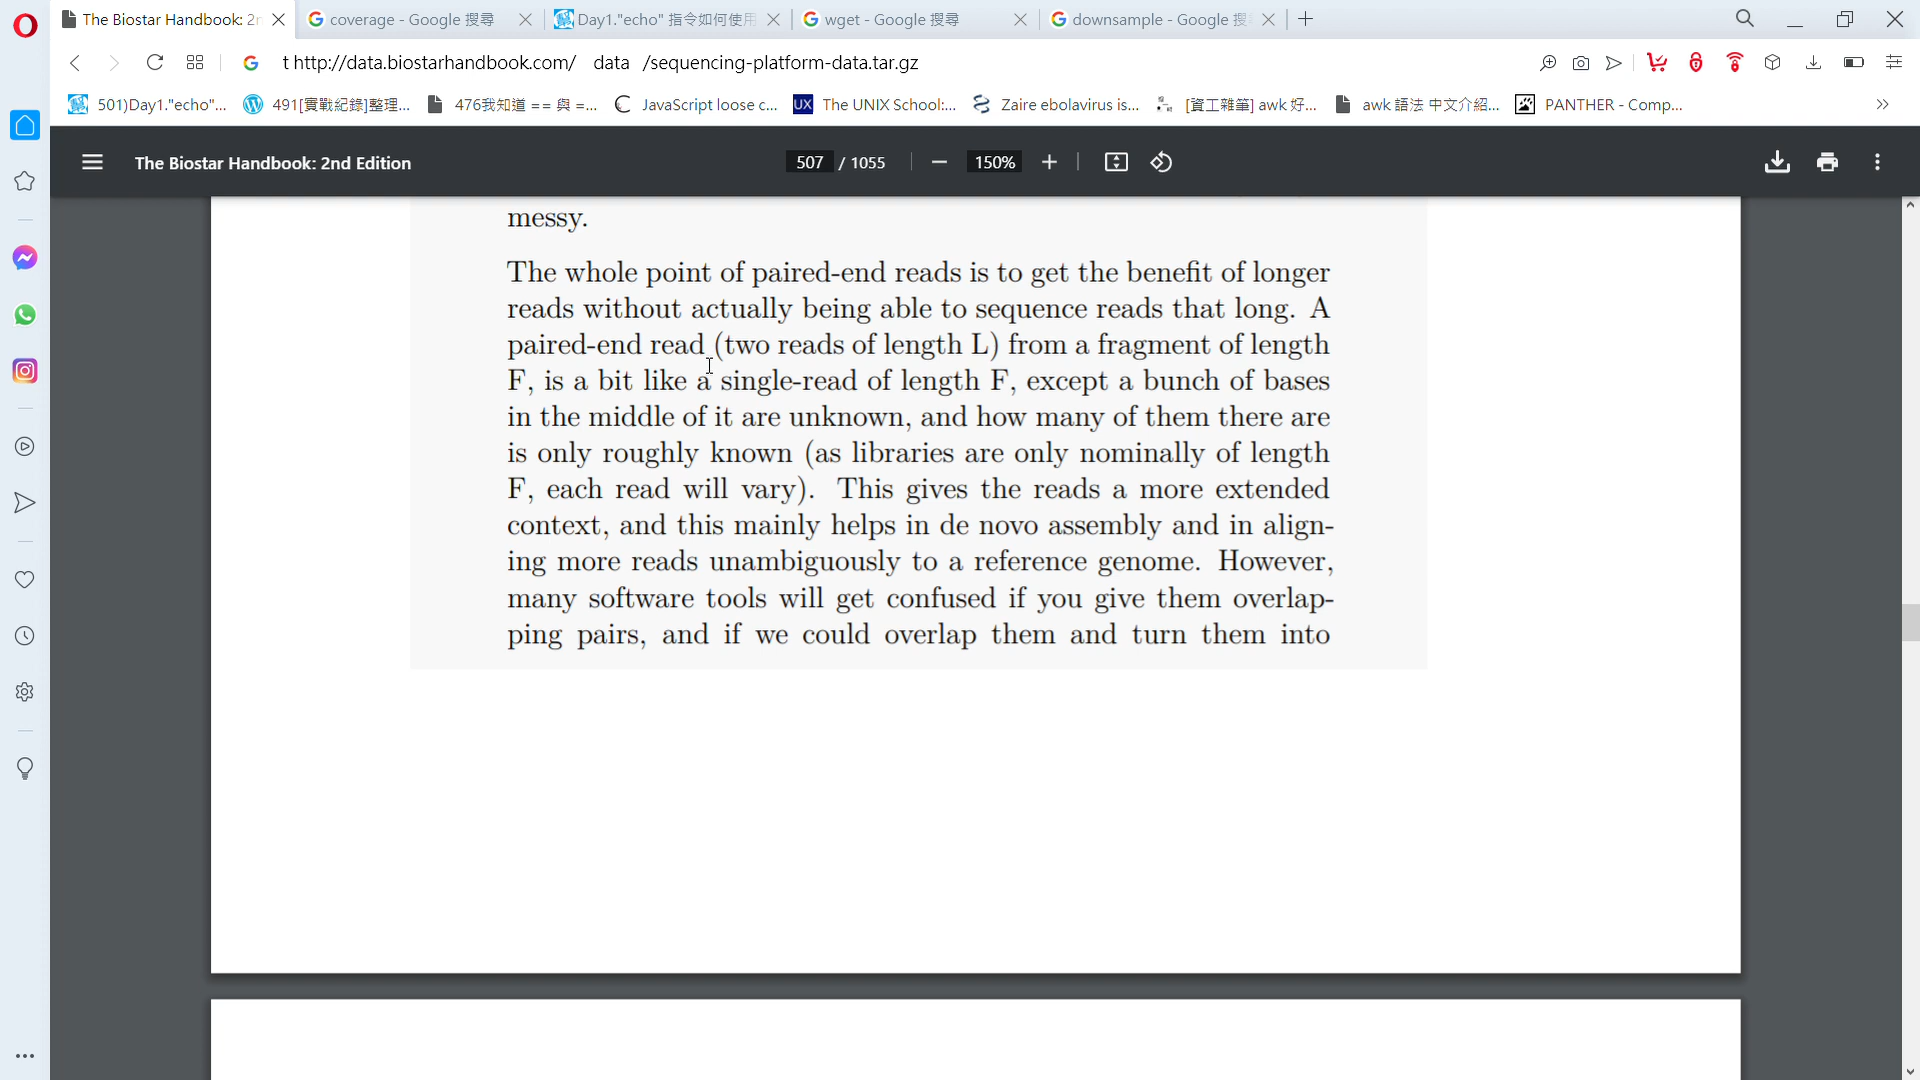 The Biostar Handbook: 2n
coverage - Google 搜尋
Day1."echo" 指令如何使用
wget - Google 搜尋
downsample - Google 搜
t http://data.biostarhandbook.com/ data /sequencing-platform-data.tar.gz
501)Day1."echo"...
491[實戰紀錄]整理...
476我知道 == 與 =...
JavaScript loose c...
UX
The UNIX School:...
Zaire ebolavirus is...
[資工雜筆] awk 好...
awk 語法 中文介紹...
PANTHER - Comp...
The Biostar Handbook: 2nd Edition
507 / 1055
150%
messy.
The whole point of paired-end reads is to get the benefit of longer
reads without actually being able to sequence reads that long. A
paired-end read (two reads of length L) from a fragment of length
F, is a bit like a single-read of length F, except a bunch of bases
in the middle of it are unknown, and how many of them there are
is only roughly known (as libraries are only nominally of length
F, each read will vary). This gives the reads a more extended
context, and this mainly helps in de novo assembly and in align-
ing more reads unambiguously to a reference genome. However,
many software tools will get confused if you give them overlap-
ping pairs, and if we could overlap them and turn them into